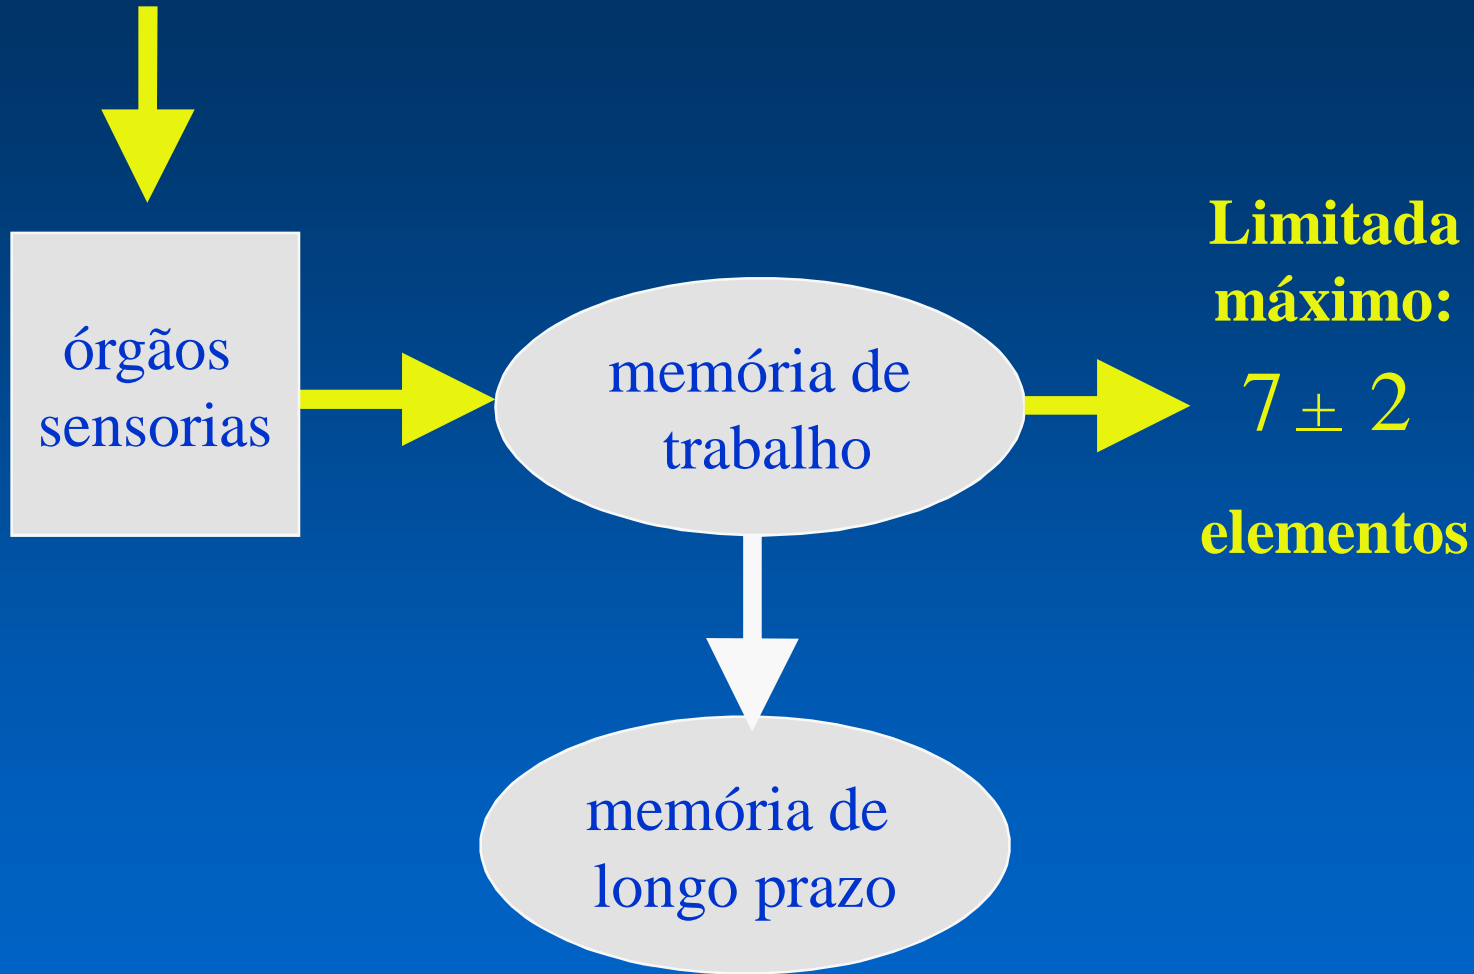 órgãos
sensorias
memória de
trabalho
Limitada
máximo:
7 ± 2
elementos
memória de
longo prazo